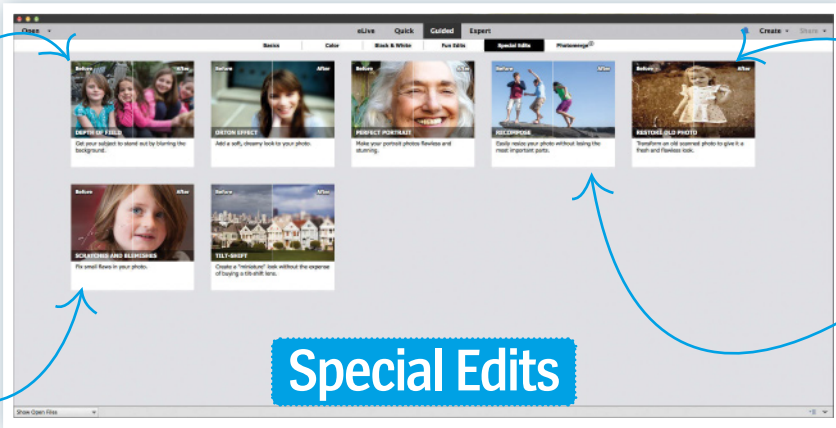 Open
eLive Quick Guided Expert
Create Share
Basics Color Black & White Fun Edits Special Edits Photomerge®
Before After
Before After
Before After
Before After
Before After
DEPTH OF FIELD
ORTON EFFECT
PERFECT PORTRAIT
RECOMPOSE
RESTORE OLD PHOTO
Get your subject to stand out by blurring the
background.
Add a soft, dreamy look to your photo.
Make your portrait photos flawless and
stunning.
Easily resize your photo without losing the
most important parts.
Transform an old scanned photo to give it a
fresh and flawless look.
Before After
Before After
SCRATCHES AND BLEMISHES
TILT-SHIFT
Fix small flaws in your photo.
Create a "miniature" look without the expense
of buying a tilt-shift lens.
Special Edits
Show Open Files